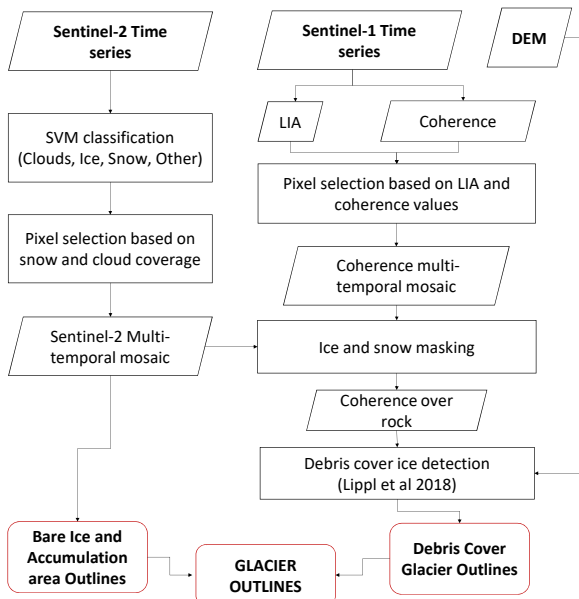 Sentinel-2 Time
series
Sentinel-1 Time
series
DEM
SVM classification
(Clouds, Ice, Snow, Other)
LIA
Coherence
Pixel selection based on LIA and
coherence values
Pixel selection based on
snow and cloud coverage
Coherence multi-
temporal mosaic
Sentinel-2 Multi-
temporal mosaic
Ice and snow masking
Coherence over
rock
Debris cover ice detection
(Lippl et al 2018)
Bare Ice and
Accumulation
area Outlines
GLACIER
OUTLINES
Debris Cover
Glacier Outlines